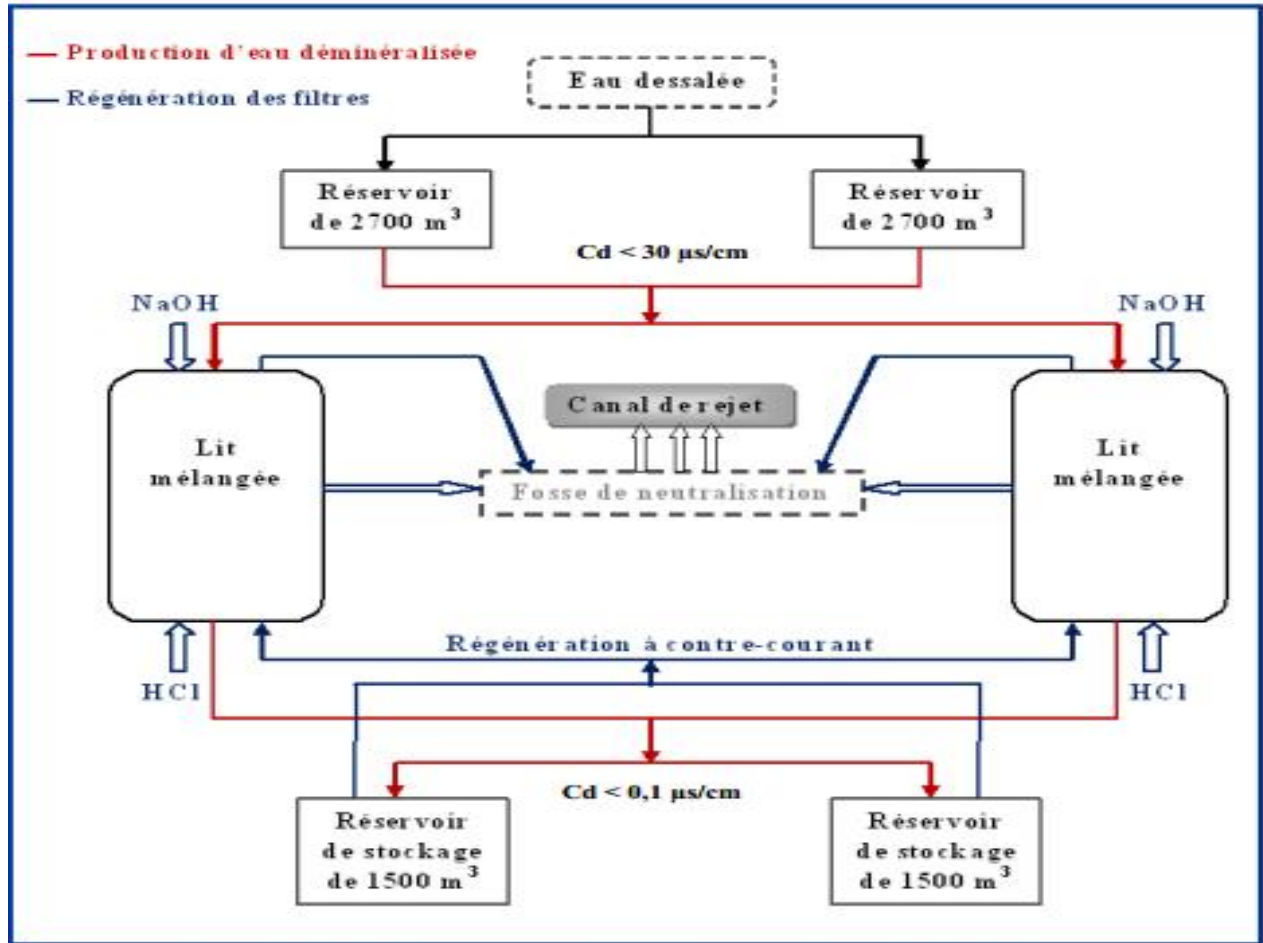 Production d'eau déminéralisée
Régénération des filtres
Eau dessalée
Réservoir
de 2700 m³
Réservoir
de 2700 m³
Cd < 30 µs/cm
NaOH
NaOH
Canal de rejet
Lit
mélangée
Fosse de neutralisation
Lit
mélangée
Régénération à contre-courant
HCl
HCl
Cd < 0,1 µs/cm
Réservoir
de stockage
de 1500 m³
Réservoir
de stockage
de 1500 m³